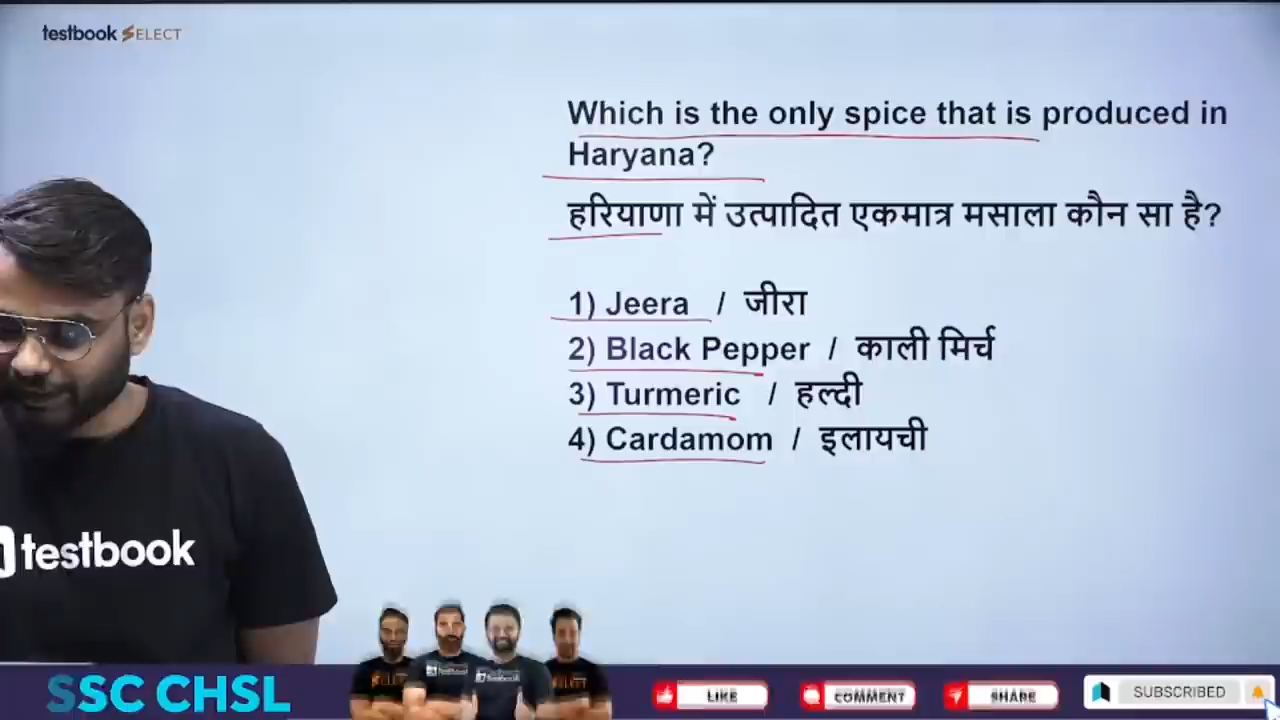 testbook SELECT
Which is the only spice that is produced in
Haryana?
हरियाणा में उत्पादित एकमात्र मसाला कौन सा है?
1) Jeera / जीरा
2) Black Pepper / काली मिर्च
3) Turmeric / हल्दी
4) Cardamom / इलायची
testbook
SSC CHSL
LIKE
COMMENT
SHARE
SUBSCRIBED